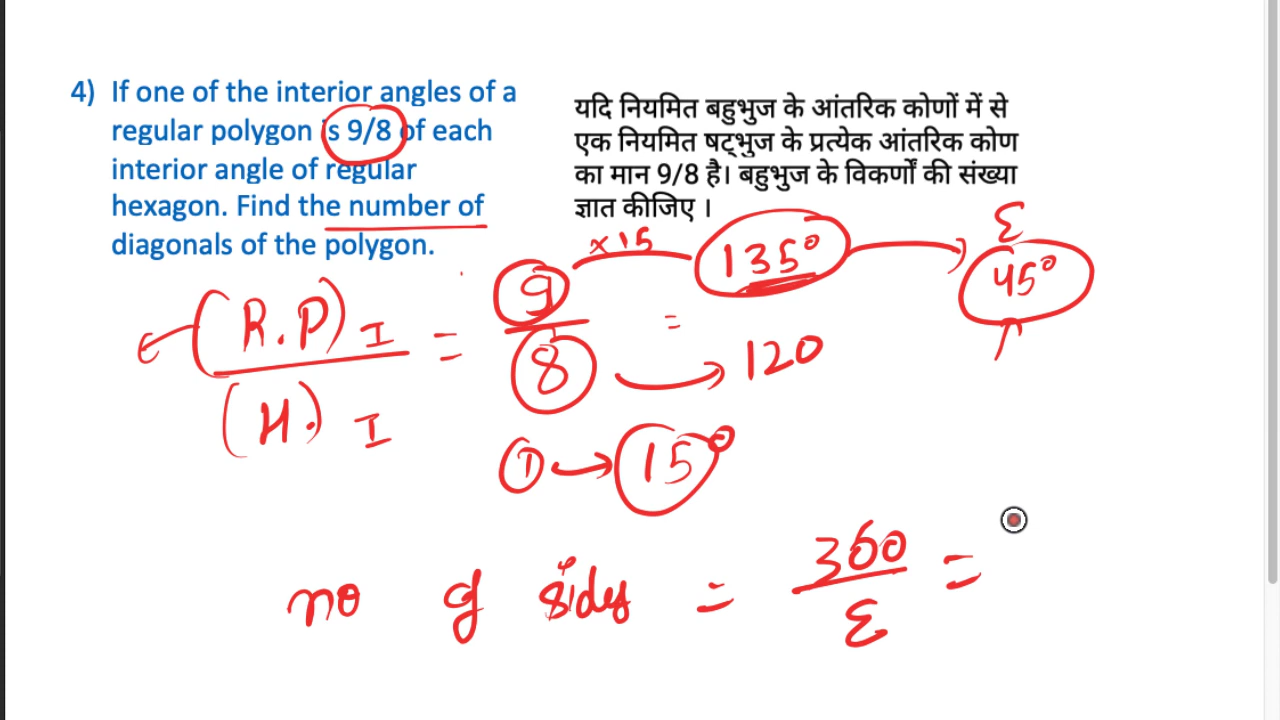 4) If one of the interior angles of a
regular polygon is 9/8 of each
interior angle of regular
hexagon. Find the number of
diagonals of the polygon.
यदि नियमित बहुभुज के आंतरिक कोणों में से
एक नियमित षट्भुज के प्रत्येक आंतरिक कोण
का मान 9/8 है। बहुभुज के विकर्णों की संख्या
ज्ञात कीजिए ।
(R.P) I
(H.) I
=
9
8
×15
=
135°
Ɛ
45°
120
1 → 15°
no of sides = 360 / Ɛ =